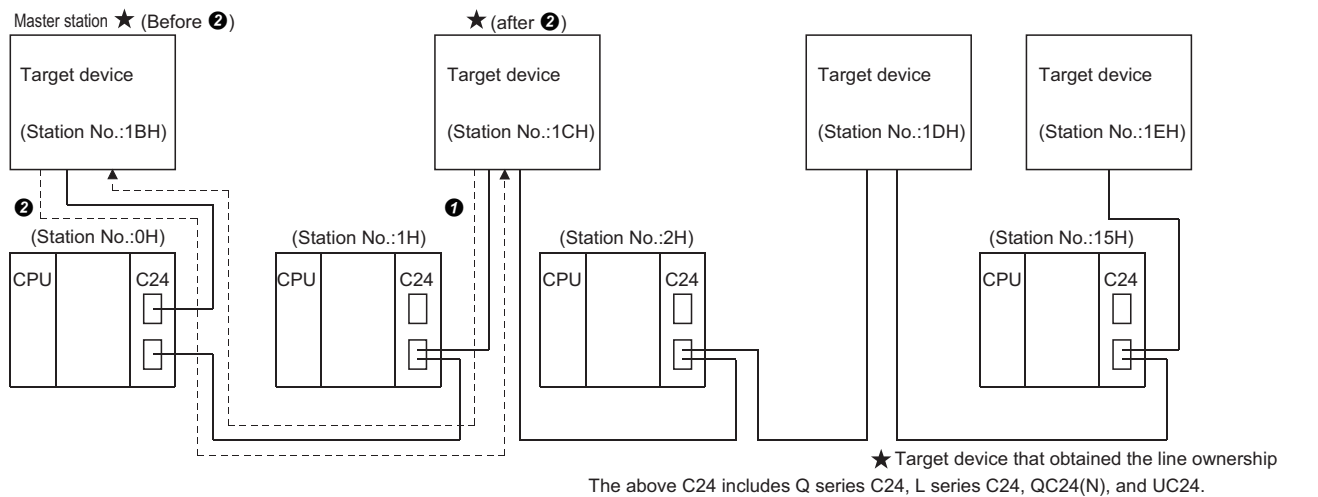 Master station ★ (Before ❷)
★ (after ❷)
Target device
(Station No.:1BH)
Target device
(Station No.:1CH)
Target device
(Station No.:1DH)
Target device
(Station No.:1EH)
❷
❶
(Station No.:0H)
(Station No.:1H)
(Station No.:2H)
(Station No.:15H)
CPU
C24
CPU
C24
CPU
C24
CPU
C24
★ Target device that obtained the line ownership
The above C24 includes Q series C24, L series C24, QC24(N), and UC24.